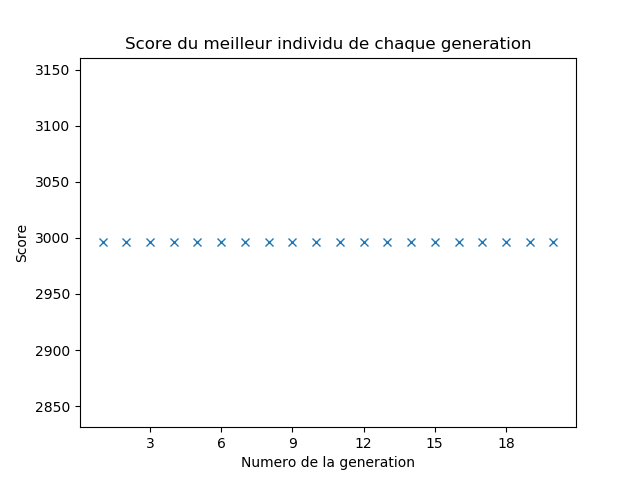 Score du meilleur individu de chaque generation
3150
3100
3050
3000
2950
2900
2850
Score
3 6 9 12 15 18
Numero de la generation